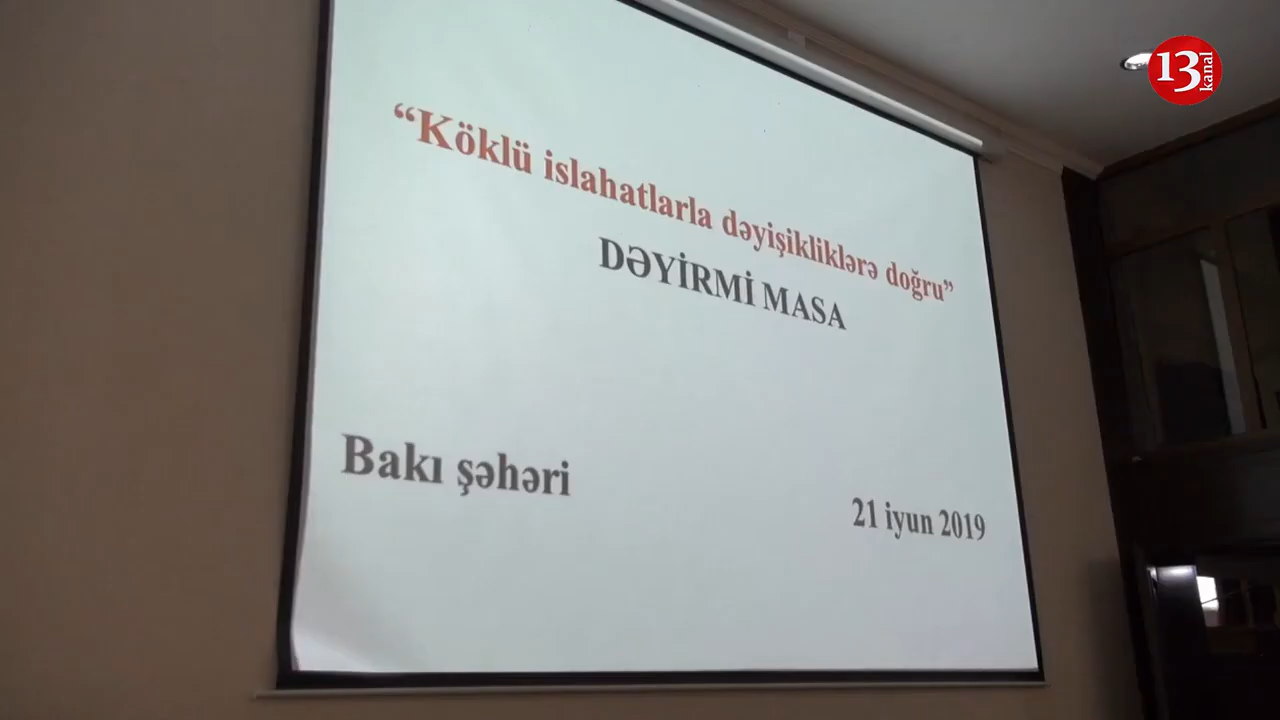 13 kanal
“Köklü islahatlarla dəyişikliklərə doğru”
DƏYİRMİ MASA
Bakı şəhəri
21 iyun 2019